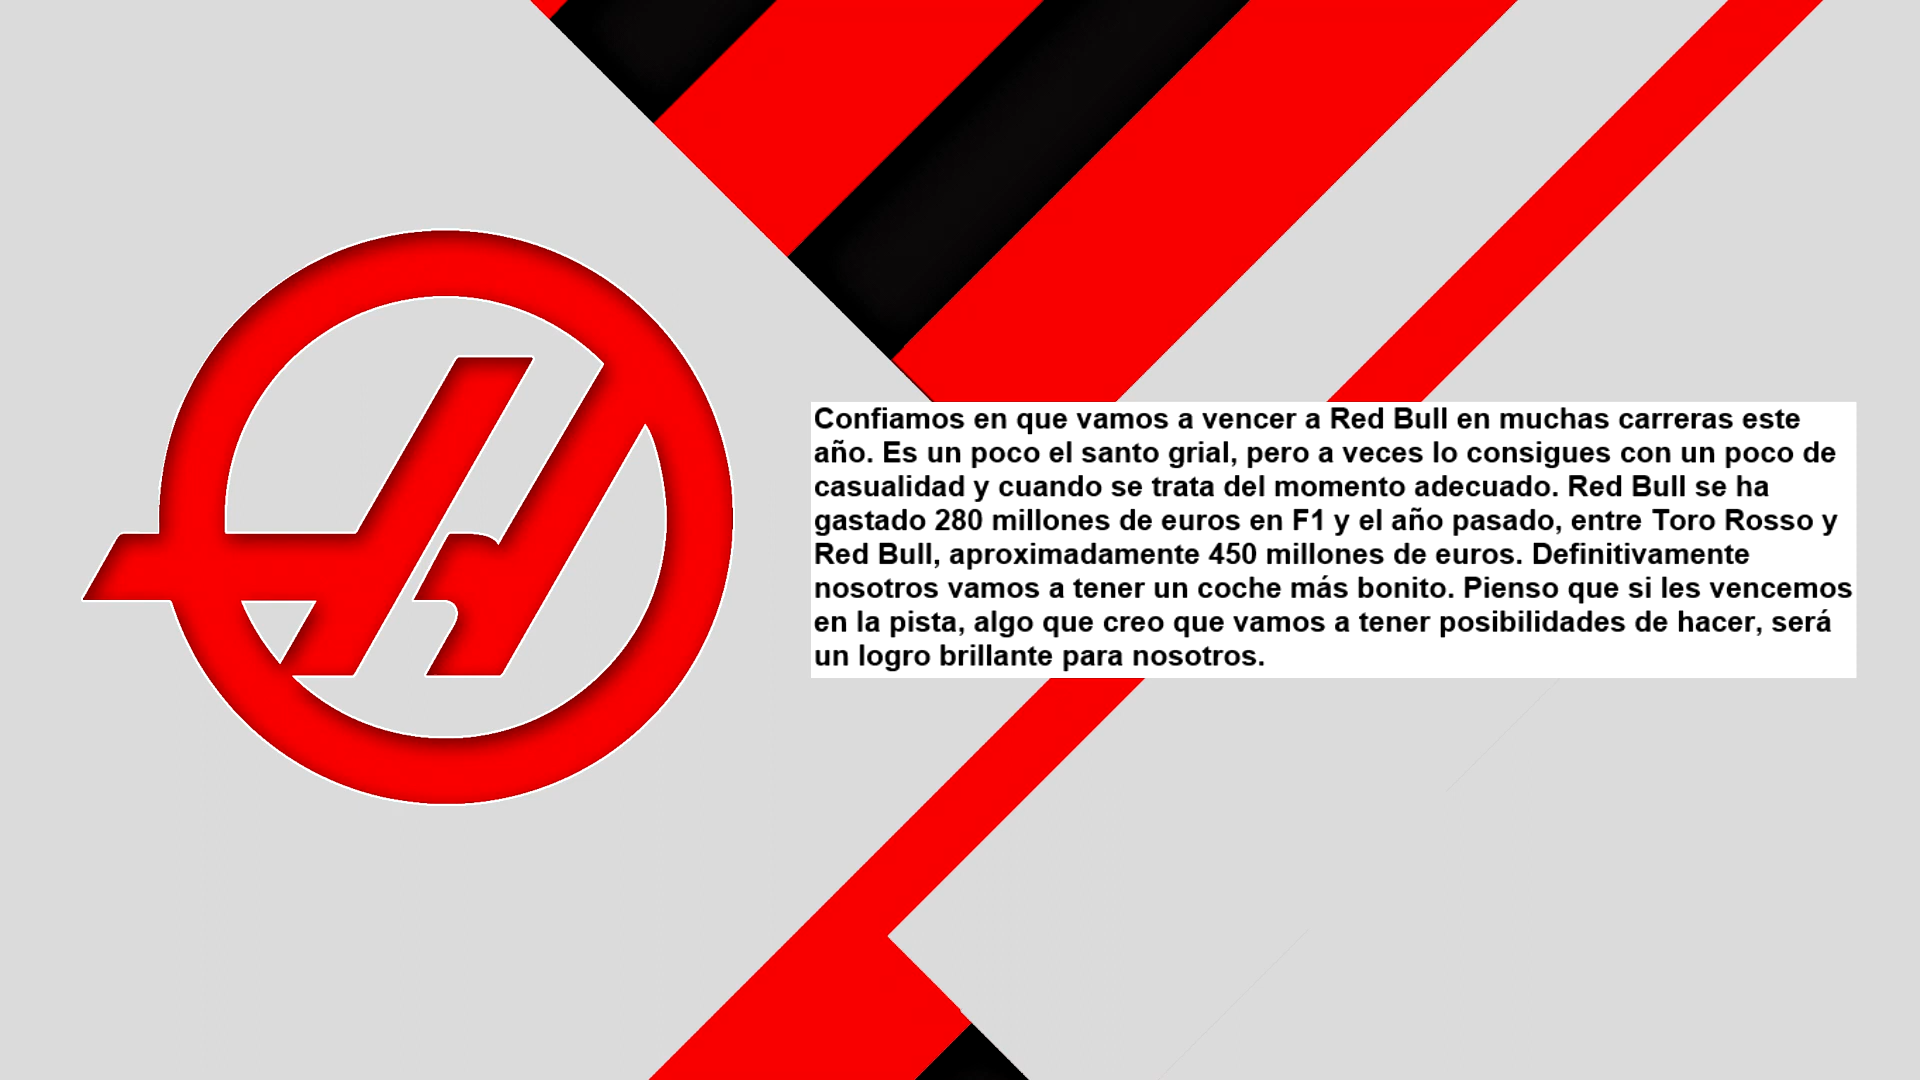 Confiamos en que vamos a vencer a Red Bull en muchas carreras este
año. Es un poco el santo grial, pero a veces lo consigues con un poco de
casualidad y cuando se trata del momento adecuado. Red Bull se ha
gastado 280 millones de euros en F1 y el año pasado, entre Toro Rosso y
Red Bull, aproximadamente 450 millones de euros. Definitivamente
nosotros vamos a tener un coche más bonito. Pienso que si les vencemos
en la pista, algo que creo que vamos a tener posibilidades de hacer, será
un logro brillante para nosotros.